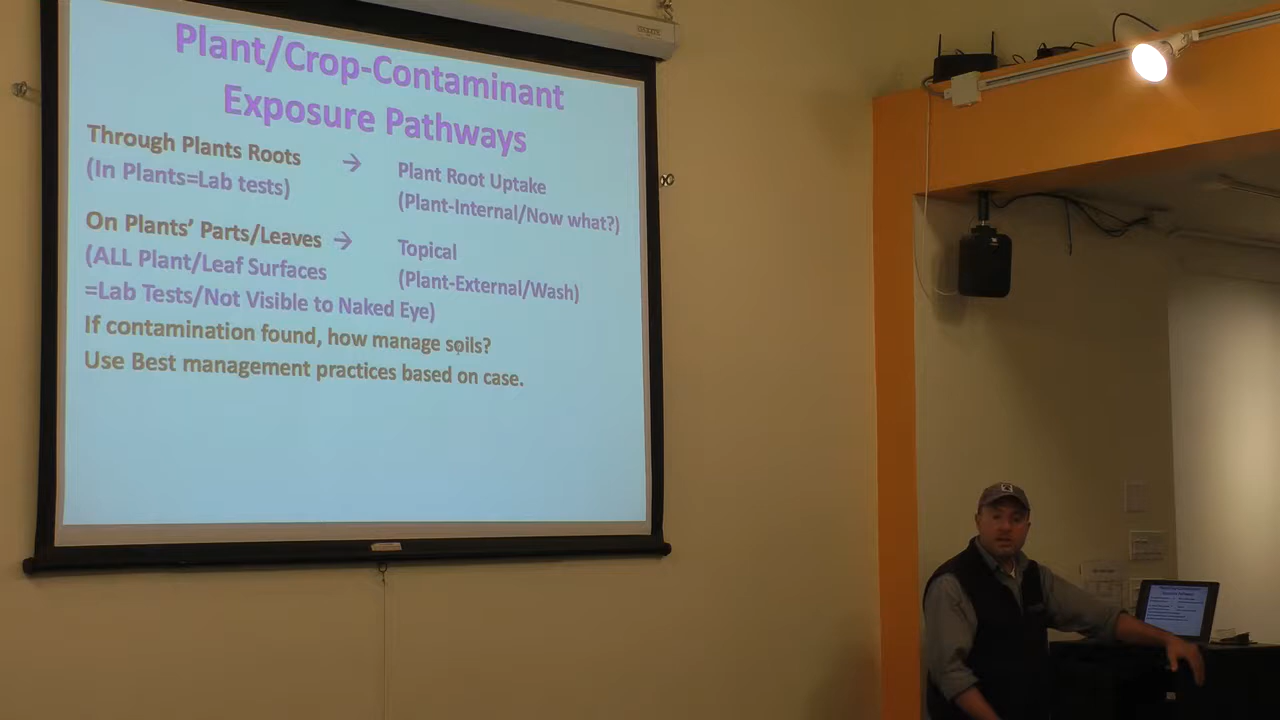 Plant/Crop-Contaminant
Exposure Pathways
Through Plants Roots → Plant Root Uptake
(In Plants=Lab tests) (Plant-Internal/Now what?)
On Plants' Parts/Leaves → Topical
(ALL Plant/Leaf Surfaces (Plant-External/Wash)
=Lab Tests/Not Visible to Naked Eye)
If contamination found, how manage soils?
Use Best management practices based on case.